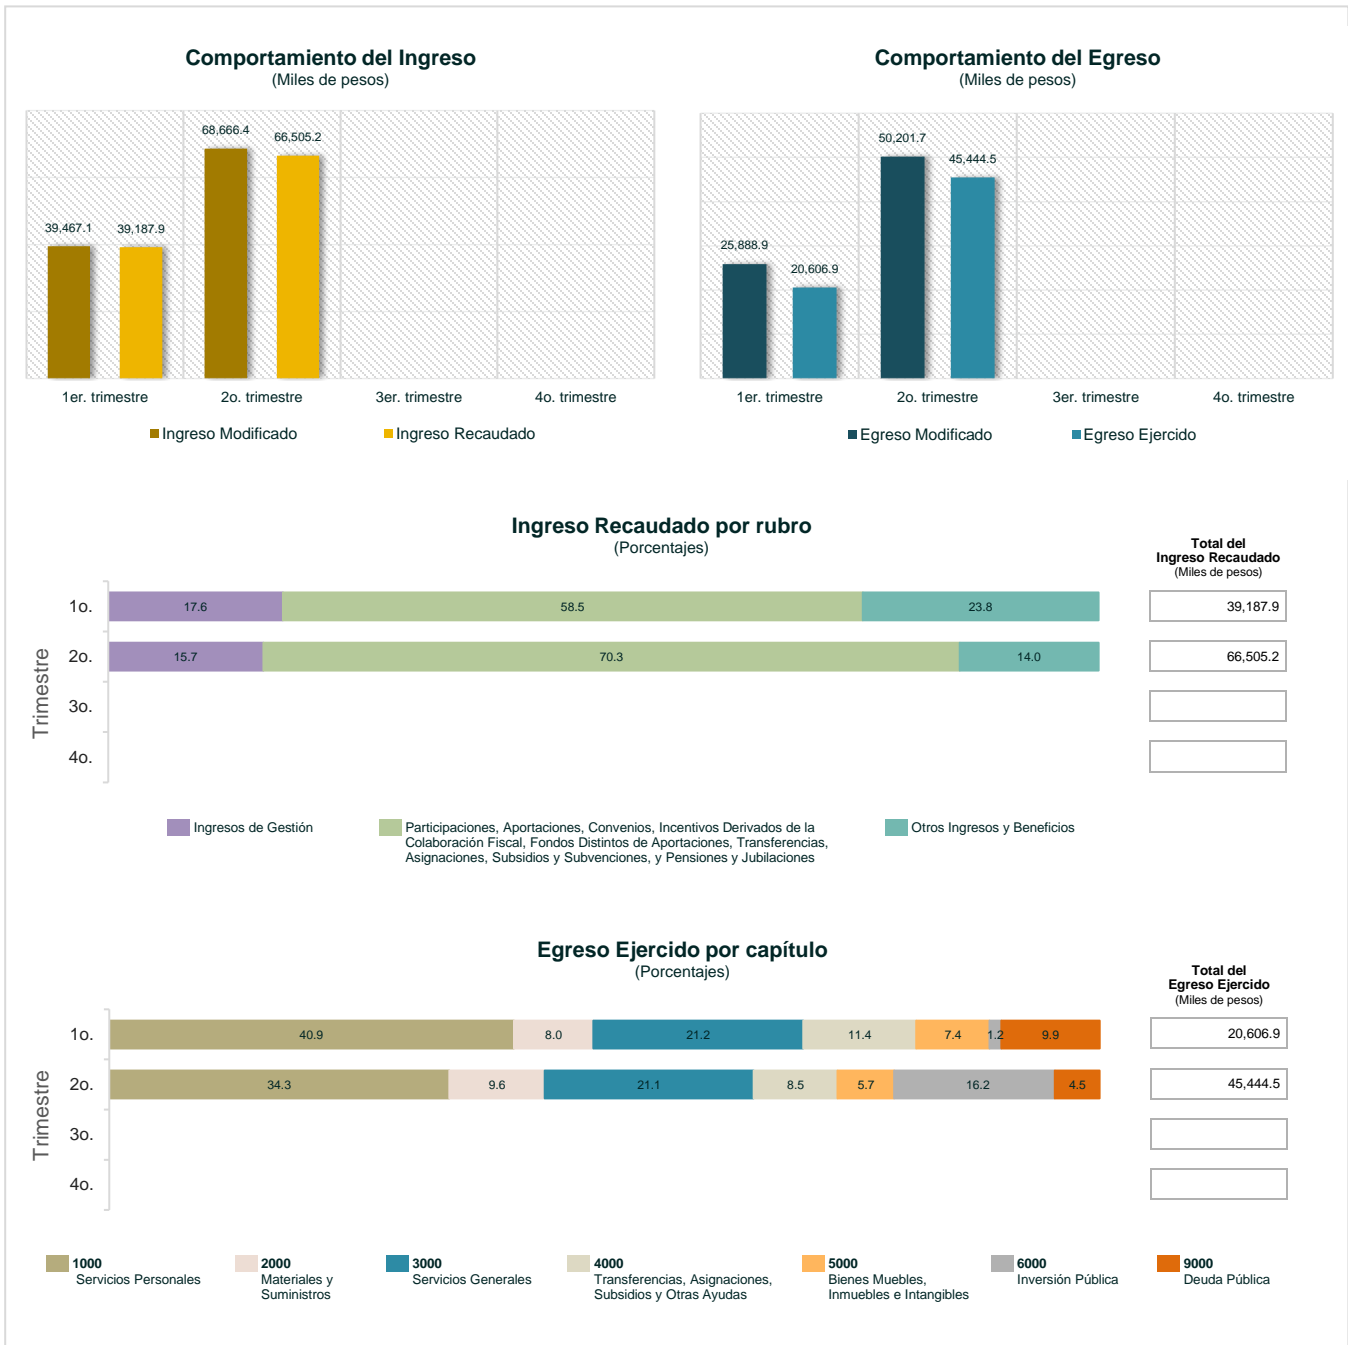 Comportamiento del Ingreso
(Miles de pesos)
68,666.4
66,505.2
39,467.1
39,187.9
1er. trimestre
2o. trimestre
3er. trimestre
4o. trimestre
Ingreso Modificado
Ingreso Recaudado
Comportamiento del Egreso
(Miles de pesos)
50,201.7
45,444.5
25,888.9
20,606.9
1er. trimestre
2o. trimestre
3er. trimestre
4o. trimestre
Egreso Modificado
Egreso Ejercido
Ingreso Recaudado por rubro
(Porcentajes)
Total del
Ingreso Recaudado
(Miles de pesos)
Trimestre
1o.
17.6
58.5
23.8
39,187.9
2o.
15.7
70.3
14.0
66,505.2
3o.
4o.
Ingresos de Gestión
Participaciones, Aportaciones, Convenios, Incentivos Derivados de la
Colaboración Fiscal, Fondos Distintos de Aportaciones, Transferencias,
Asignaciones, Subsidios y Subvenciones, y Pensiones y Jubilaciones
Otros Ingresos y Beneficios
Egreso Ejercido por capítulo
(Porcentajes)
Total del
Egreso Ejercido
(Miles de pesos)
Trimestre
1o.
40.9
8.0
21.2
11.4
7.4
1.2
9.9
20,606.9
2o.
34.3
9.6
21.1
8.5
5.7
16.2
4.5
45,444.5
3o.
4o.
1000
Servicios Personales
2000
Materiales y
Suministros
3000
Servicios Generales
4000
Transferencias, Asignaciones,
Subsidios y Otras Ayudas
5000
Bienes Muebles,
Inmuebles e Intangibles
6000
Inversión Pública
9000
Deuda Pública